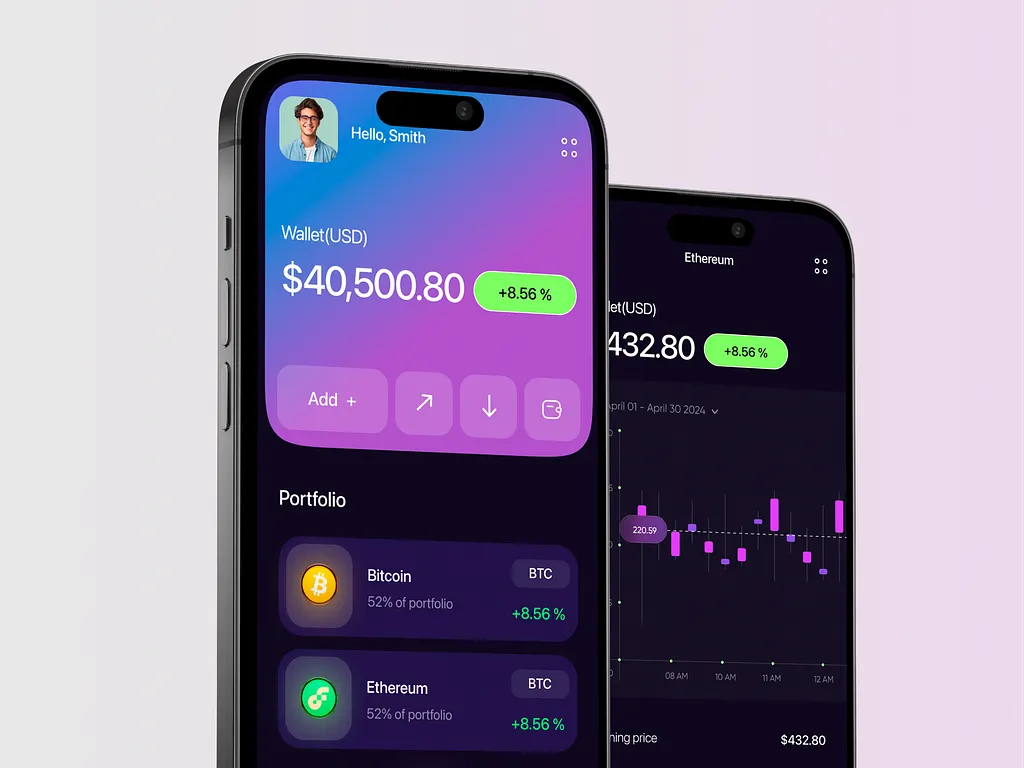 Hello, Smith
Wallet(USD)
$40,500.80
+8.56 %
Add +
Portfolio
Bitcoin
52% of portfolio
BTC
+8.56 %
Ethereum
52% of portfolio
BTC
+8.56 %
Ethereum
let(USD)
432.80
+8.56 %
April 01 - April 30 2024
220.59
08 AM
10 AM
11 AM
12 AM
ning price
$432.80